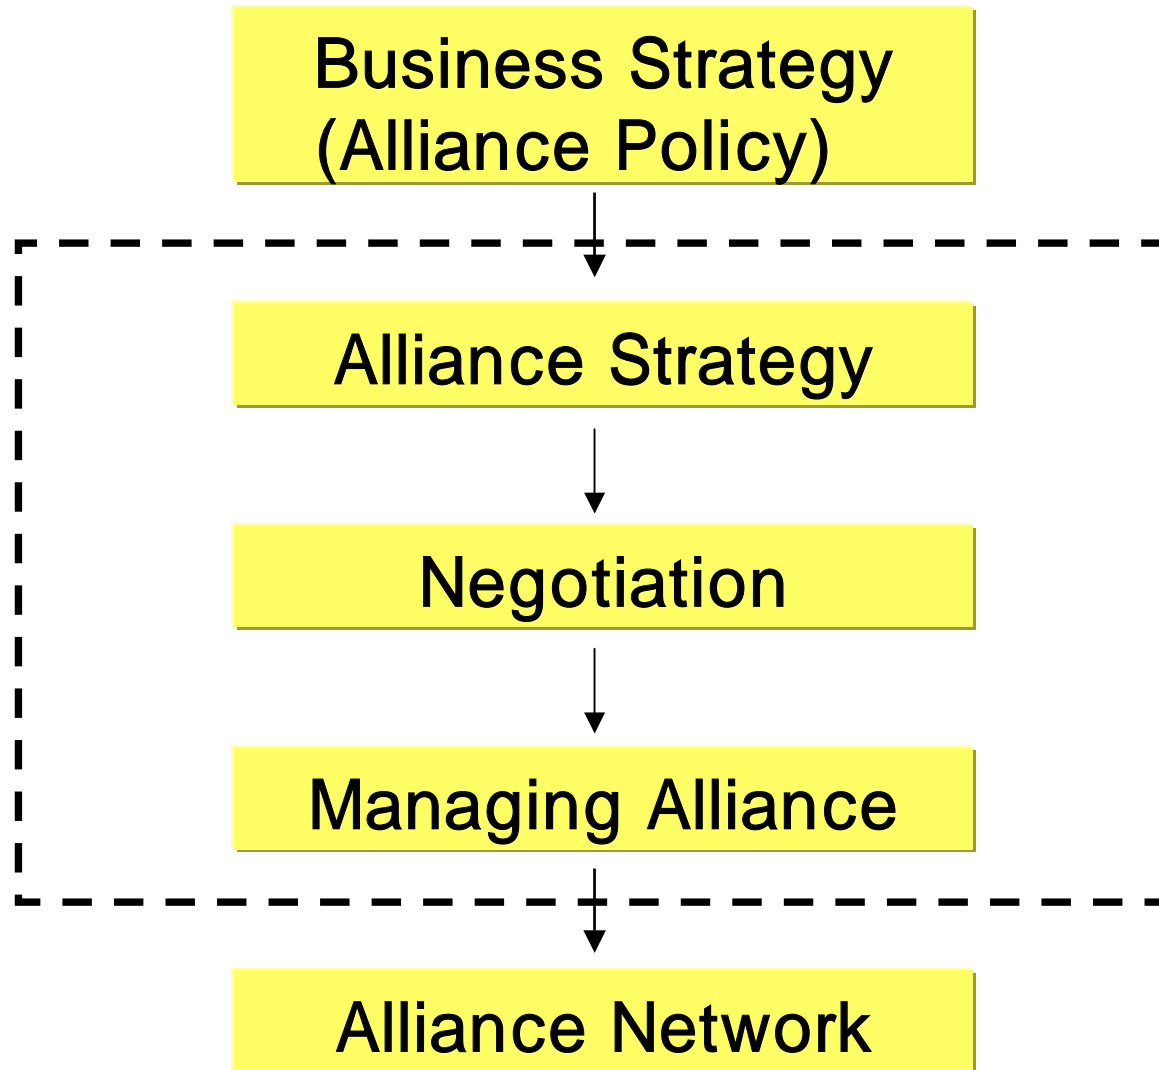 Business Strategy
(Alliance Policy)
Alliance Strategy
Negotiation
Managing Alliance
Alliance Network